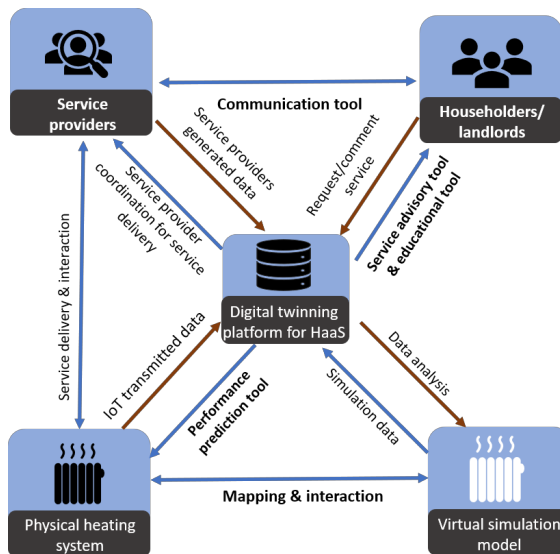 Service
providers
Communication tool
Householders/
landlords
Service providers
generated data
Service provider
coordination for service
delivery
Request/comment
service
Service advisory tool
& educational tool
Service delivery & interaction
Digital twinning
platform for HaaS
IoT transmitted data
Performance
prediction tool
Simulation data
Data analysis
Mapping & interaction
Physical heating
system
Virtual simulation
model